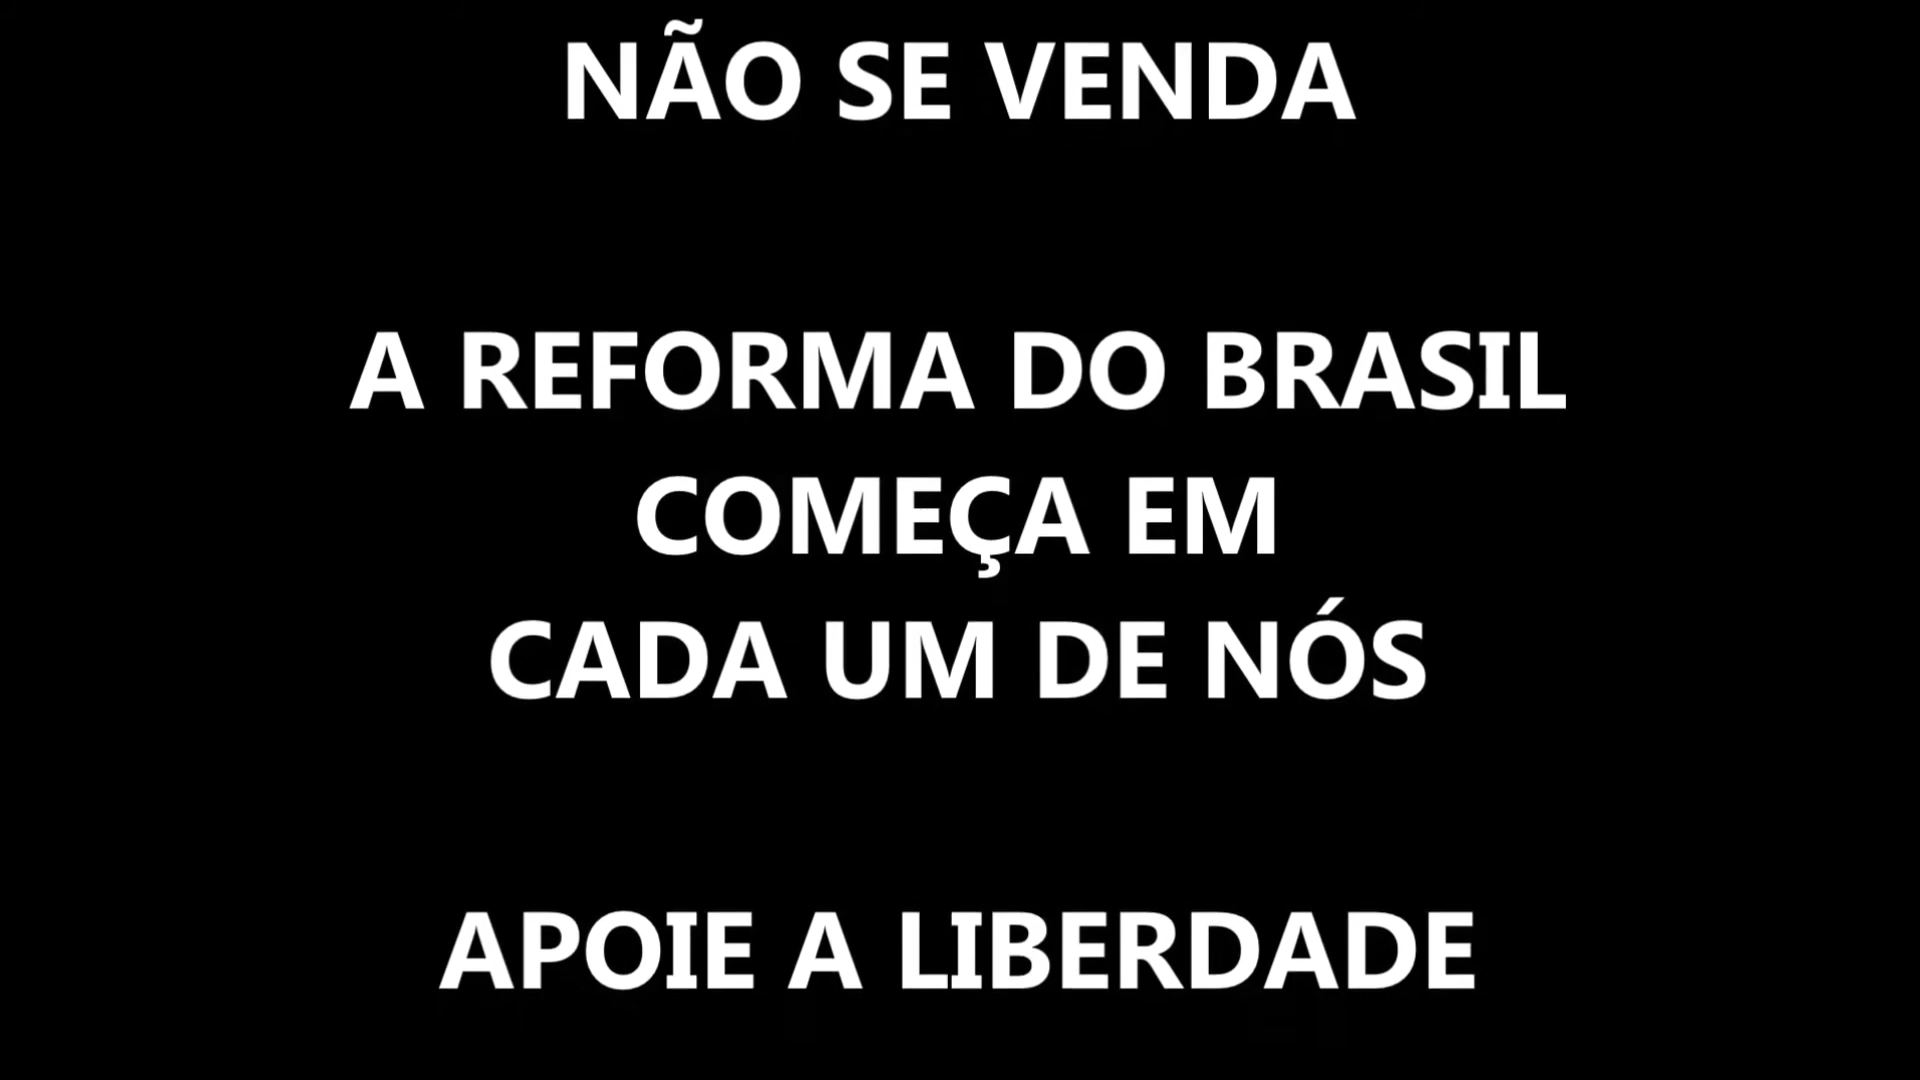 NÃO SE VENDA
A REFORMA DO BRASIL
COMEÇA EM
CADA UM DE NÓS
APOIE A LIBERDADE